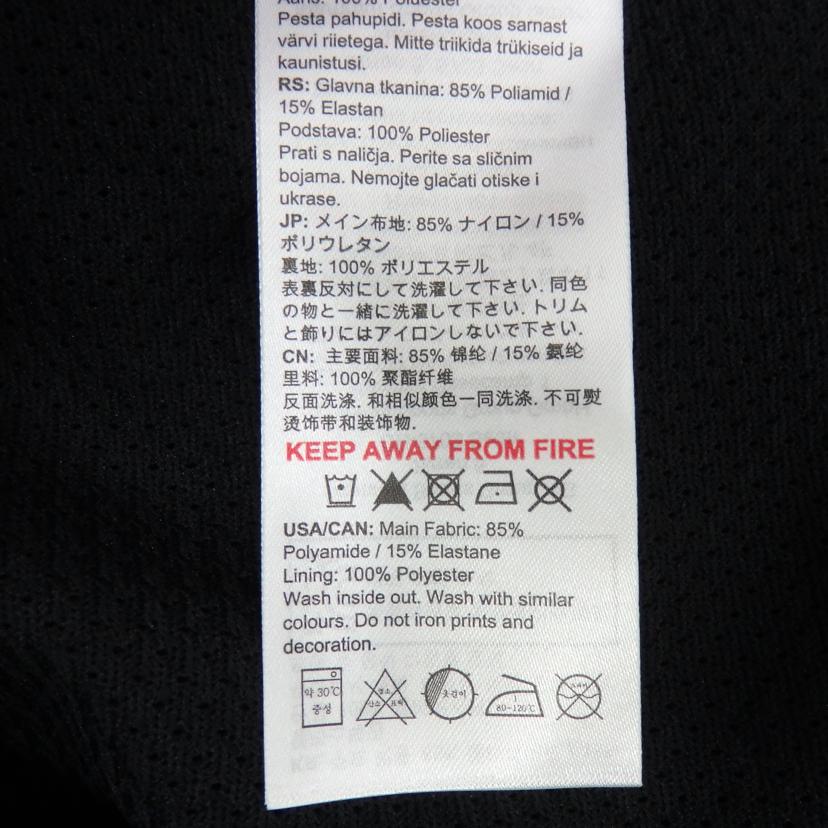 Pesta pahupidi. Pesta koos sarnast
värvi riietega. Mitte triikida trükiseid ja
kaunistusi.
RS: Glavna tkanina: 85% Poliamid /
15% Elastan
Podstava: 100% Poliester
Prati s naličja. Perite sa sličnim
bojama. Nemojte glačati otiske i
ukrase.
JP: メイン布地: 85% ナイロン / 15%
ポリウレタン
裏地: 100% ポリエステル
表裏反対にして洗濯して下さい. 同色
の物と一緒に洗濯して下さい. トリム
と飾りにはアイロンしないで下さい.
CN: 主要面料: 85% 锦纶 / 15% 氨纶
里料: 100% 聚酯纤维
反面洗涤. 和相似颜色一同洗涤. 不可熨
烫饰带和装饰物.
KEEP AWAY FROM FIRE
USA/CAN: Main Fabric: 85%
Polyamide / 15% Elastane
Lining: 100% Polyester
Wash inside out. Wash with similar
colours. Do not iron prints and
decoration.
약 30℃ 염소 옷걸이
중성 산소 표백 80~120℃